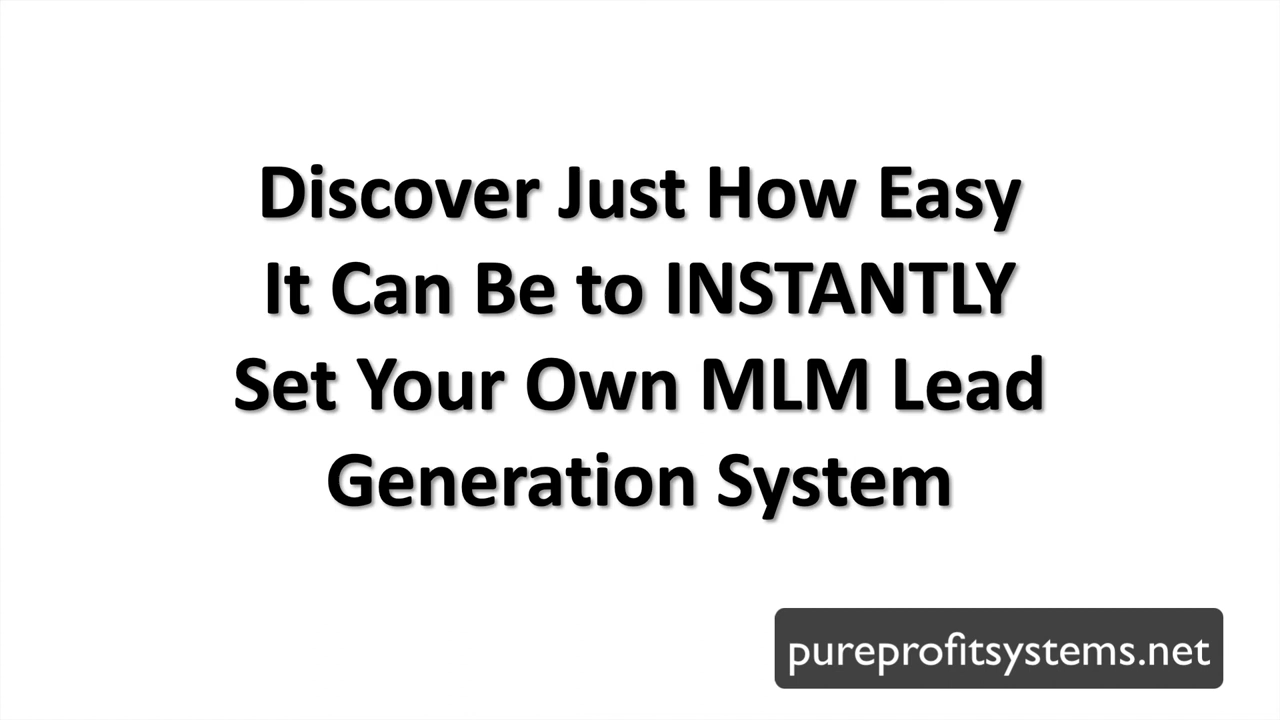 Discover Just How Easy
It Can Be to INSTANTLY
Set Your Own MLM Lead
Generation System
pureprofitsystems.net